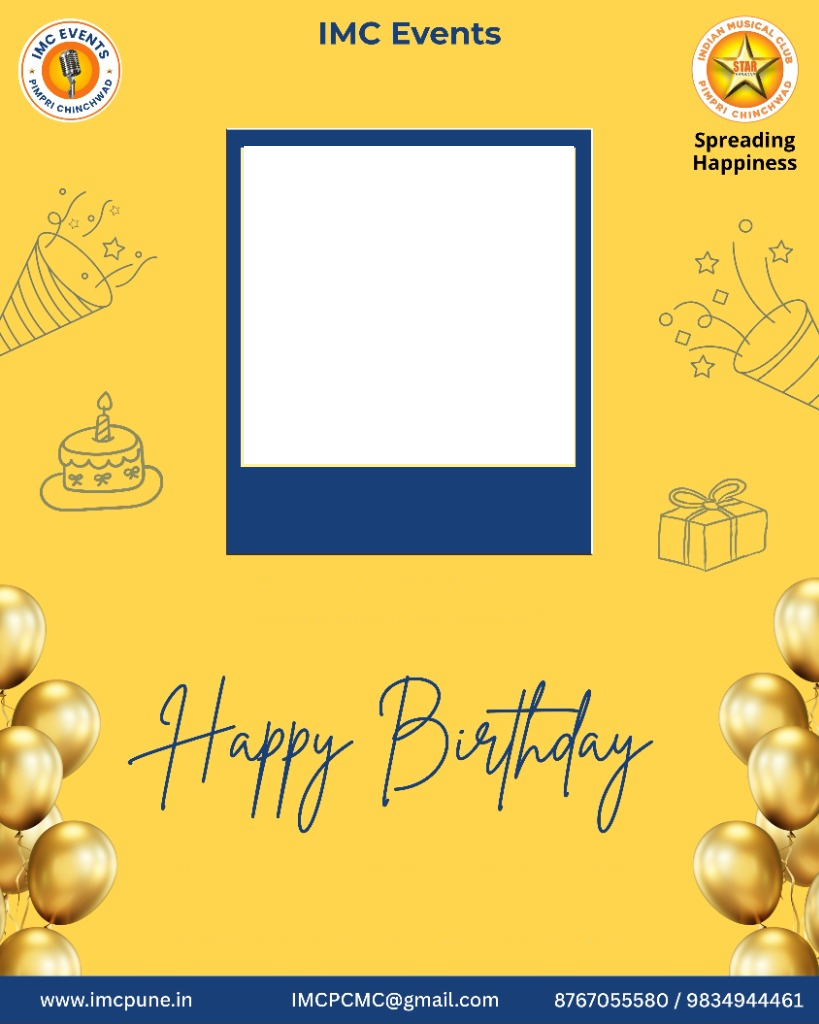 IMC Events
IMC EVENTS
PIMPRI CHINCHWAD
INDIAN MUSICAL CLUB
STAR
PIMPRI CHINCHWAD
Spreading
Happiness
Happy Birthday
www.imcpune.in IMCPCMC@gmail.com 8767055580 / 9834944461